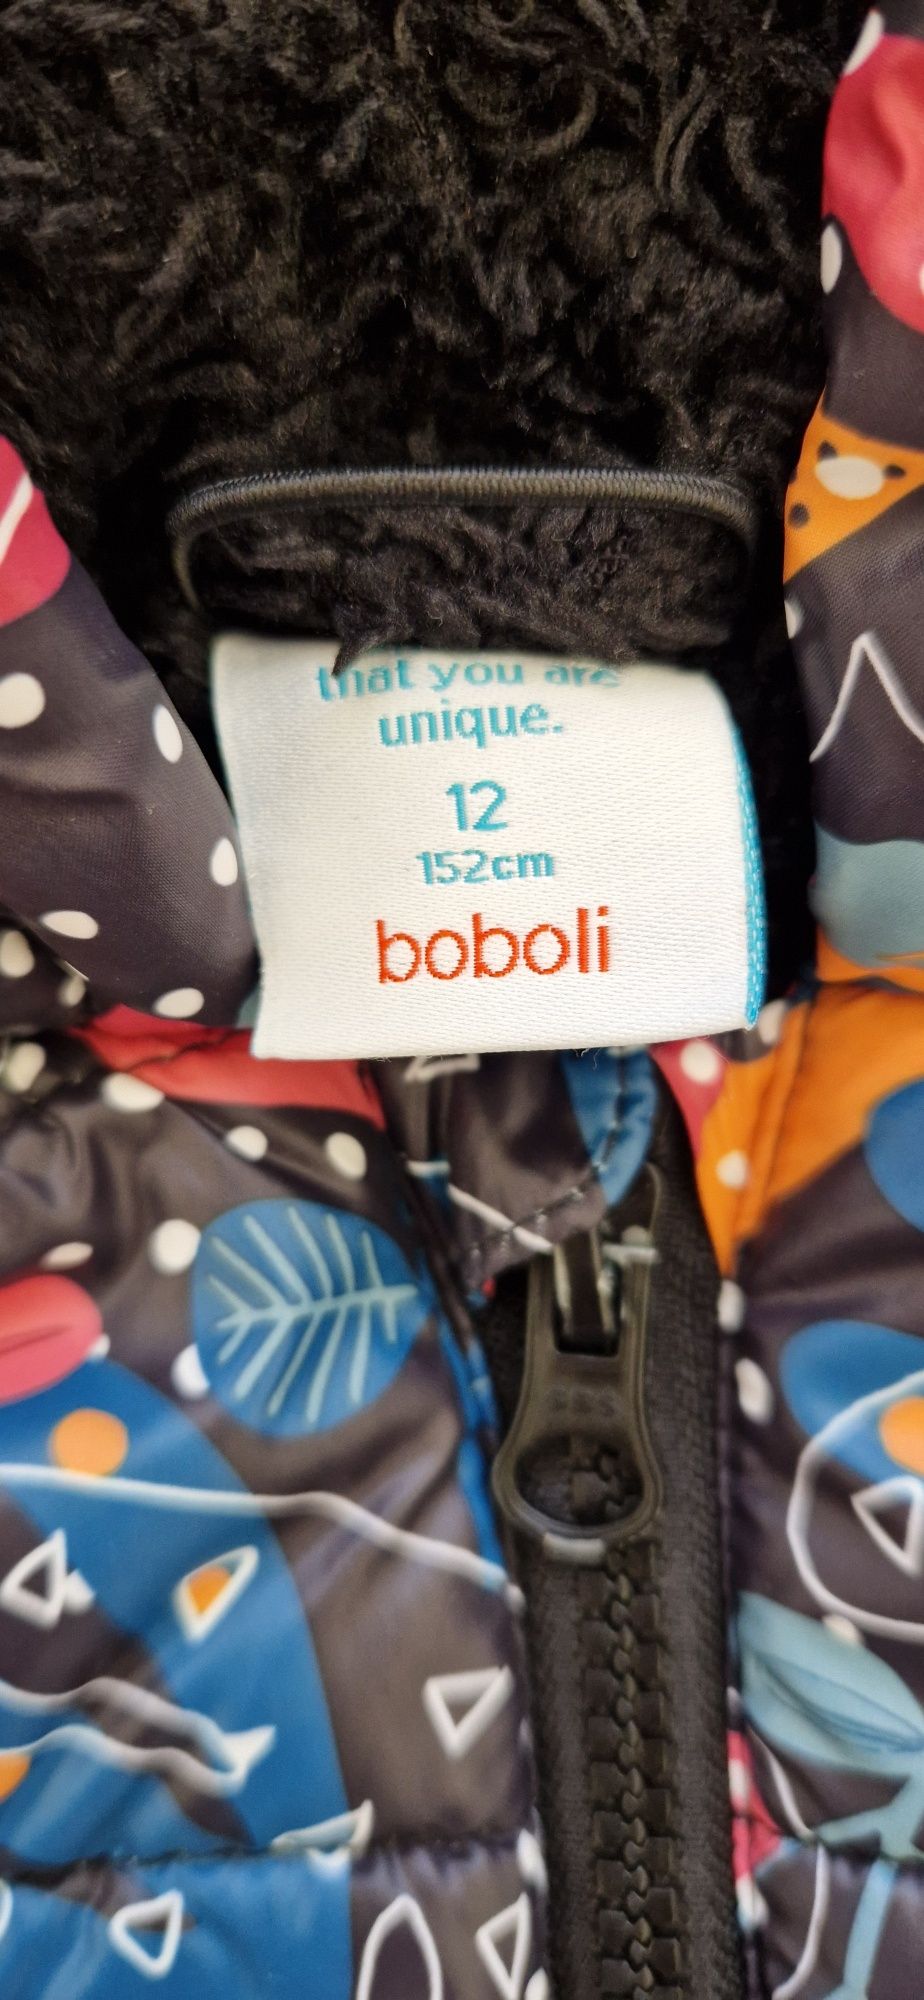 that you are
unique.
12
152cm
boboli